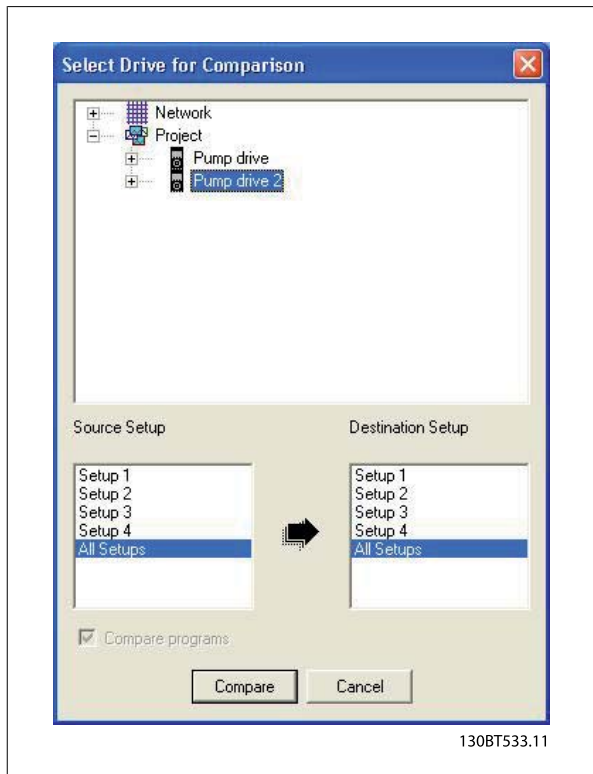 Select Drive for Comparison
Network
Project
Pump drive
Pump drive 2
Source Setup
Destination Setup
Setup 1
Setup 2
Setup 3
Setup 4
All Setups
Setup 1
Setup 2
Setup 3
Setup 4
All Setups
Compare programs
Compare
Cancel
130BT533.11